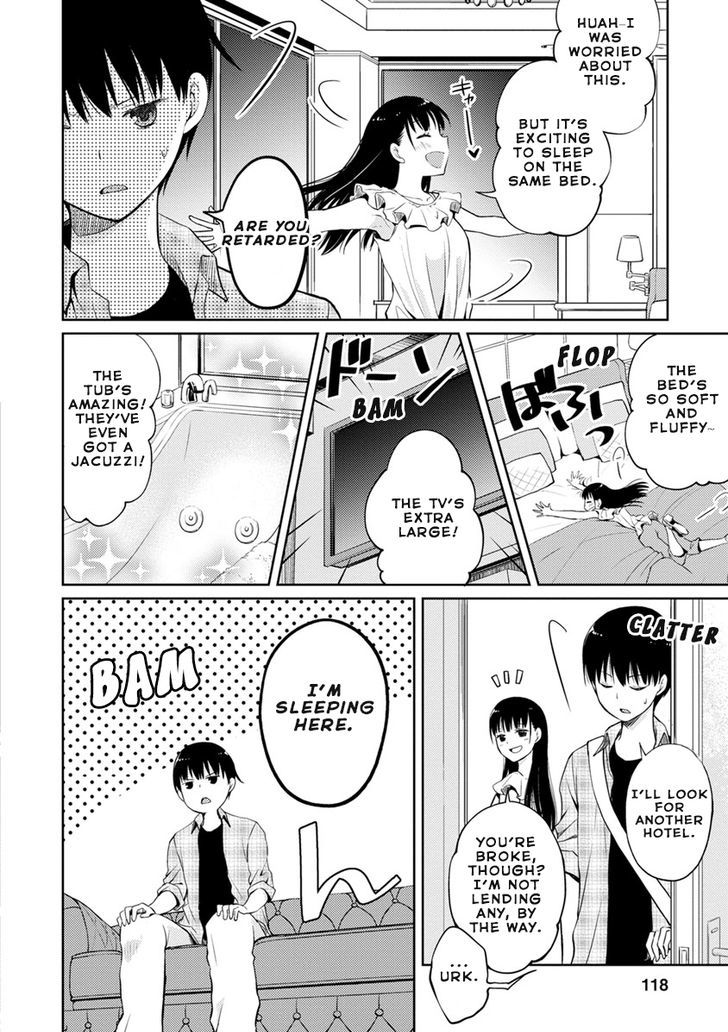 HUAH–I
WAS
WORRIED
ABOUT
THIS.
BUT IT'S
EXCITING
TO SLEEP
ON THE
SAME BED.
キャー
ARE YOU
RETARDED?
THE
BED'S
SO SOFT
AND
FLUFFY~
FLOP
ぼふっ
ドーン
BAM
THE TV'S
EXTRA
LARGE!
THE
TUB'S
AMAZING!
THEY'VE
EVEN
GOT A
JACUZZI!
CLATTER
I'LL LOOK
FOR
ANOTHER
HOTEL.
YOU'RE
BROKE,
THOUGH?
I'M NOT
LENDING
ANY, BY
THE WAY.
...
URK.
I'M
SLEEPING
HERE.
BAM
118